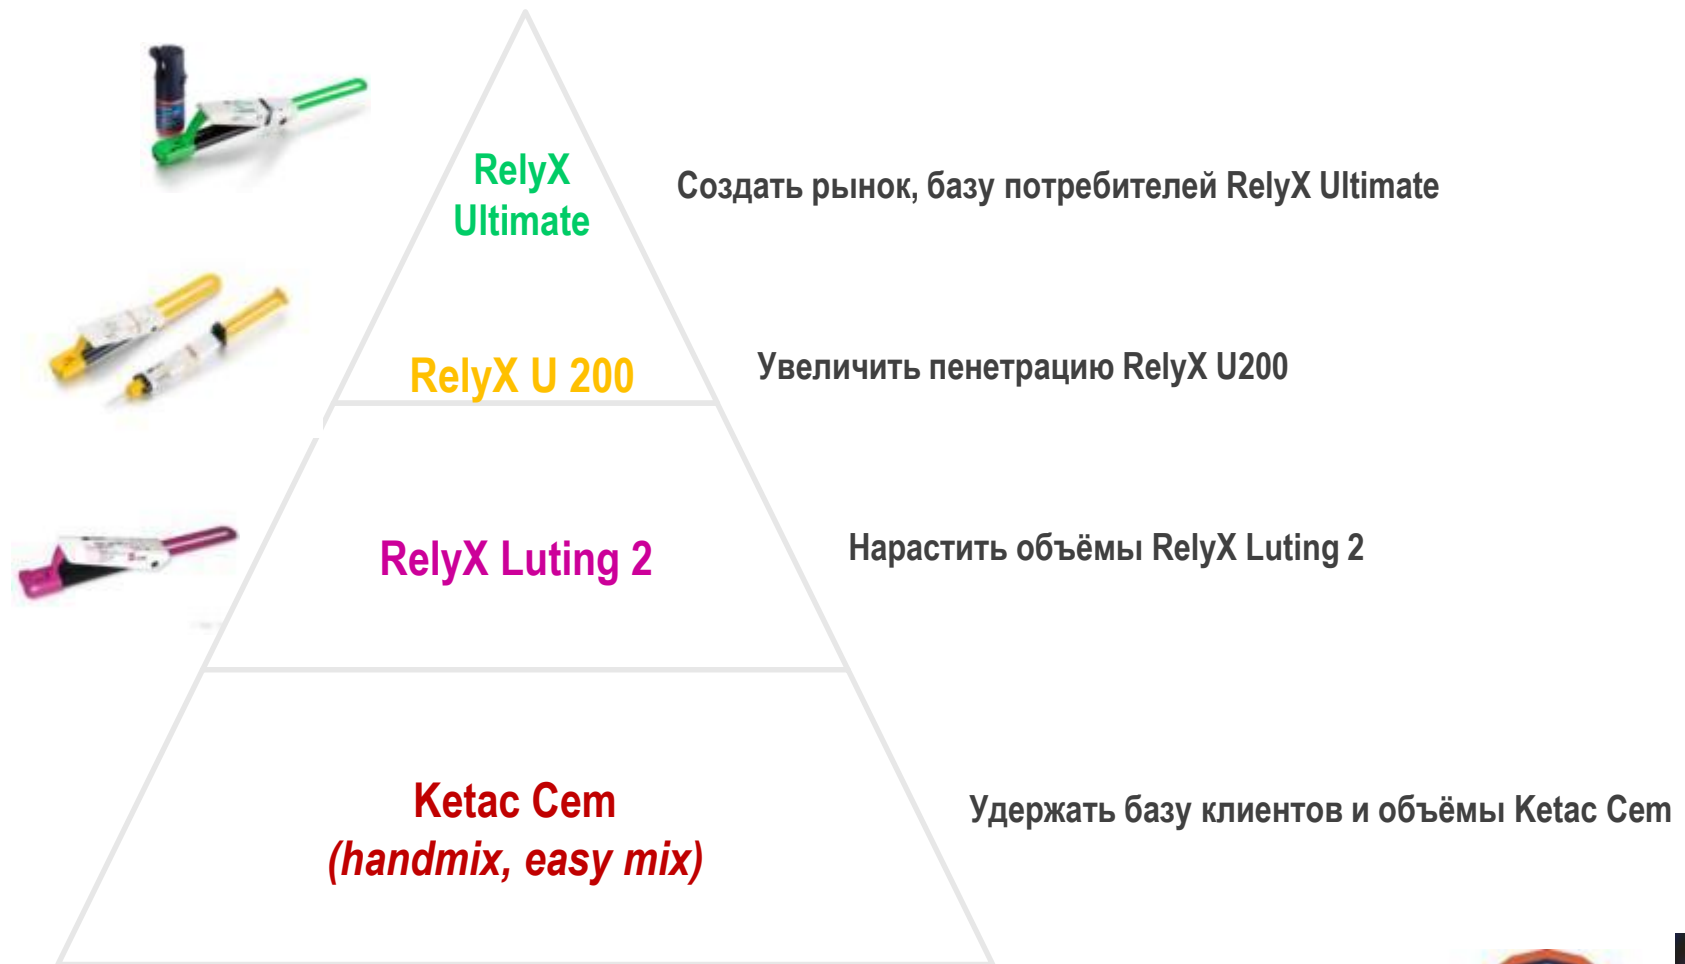 RelyX
Ultimate
Создать рынок, базу потребителей RelyX Ultimate
RelyX U 200
Увеличить пенетрацию RelyX U200
RelyX Luting 2
Нарастить объёмы RelyX Luting 2
Ketac Cem
(handmix, easy mix)
Удержать базу клиентов и объёмы Ketac Cem